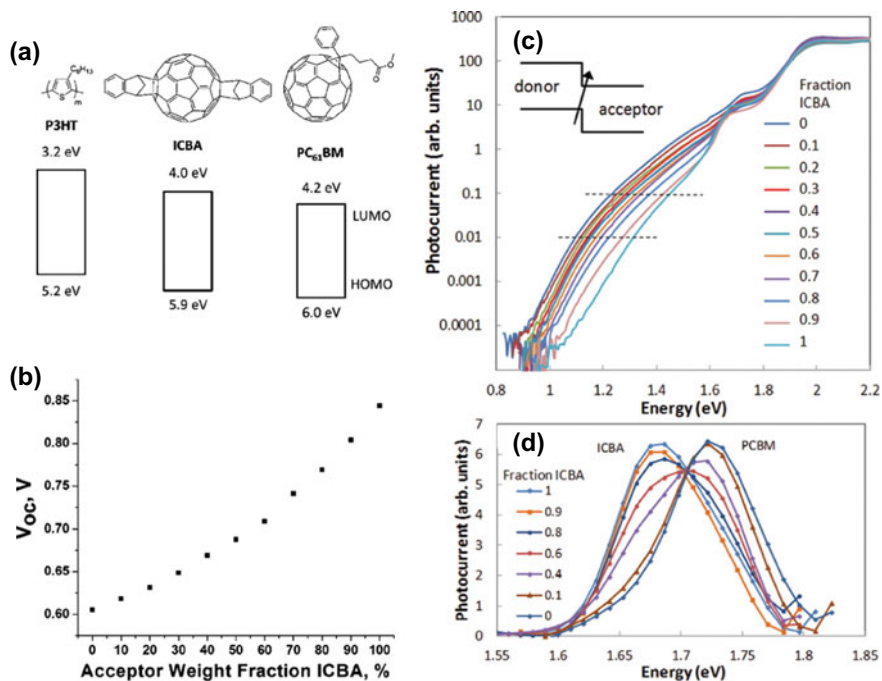 (a)
C₆H₁₃
S
m
P3HT
ICBA
O
O
PC₆₁BM
3.2 eV
4.0 eV
4.2 eV
LUMO
HOMO
5.2 eV
5.9 eV
6.0 eV
(b)
V_OC, V
0.85
0.80
0.75
0.70
0.65
0.60
0 10 20 30 40 50 60 70 80 90 100
Acceptor Weight Fraction ICBA, %
(c)
Photocurrent (arb. units)
1000
100
10
1
0.1
0.01
0.001
0.0001
donor
acceptor
Fraction
ICBA
0
0.1
0.2
0.3
0.4
0.5
0.6
0.7
0.8
0.9
1
0.8 1 1.2 1.4 1.6 1.8 2 2.2
Energy (eV)
(d)
Photocurrent (arb. units)
7
6
5
4
3
2
1
0
ICBA
PCBM
Fraction ICBA
1
0.9
0.8
0.6
0.4
0.1
0
1.55 1.6 1.65 1.7 1.75 1.8 1.85
Energy (eV)